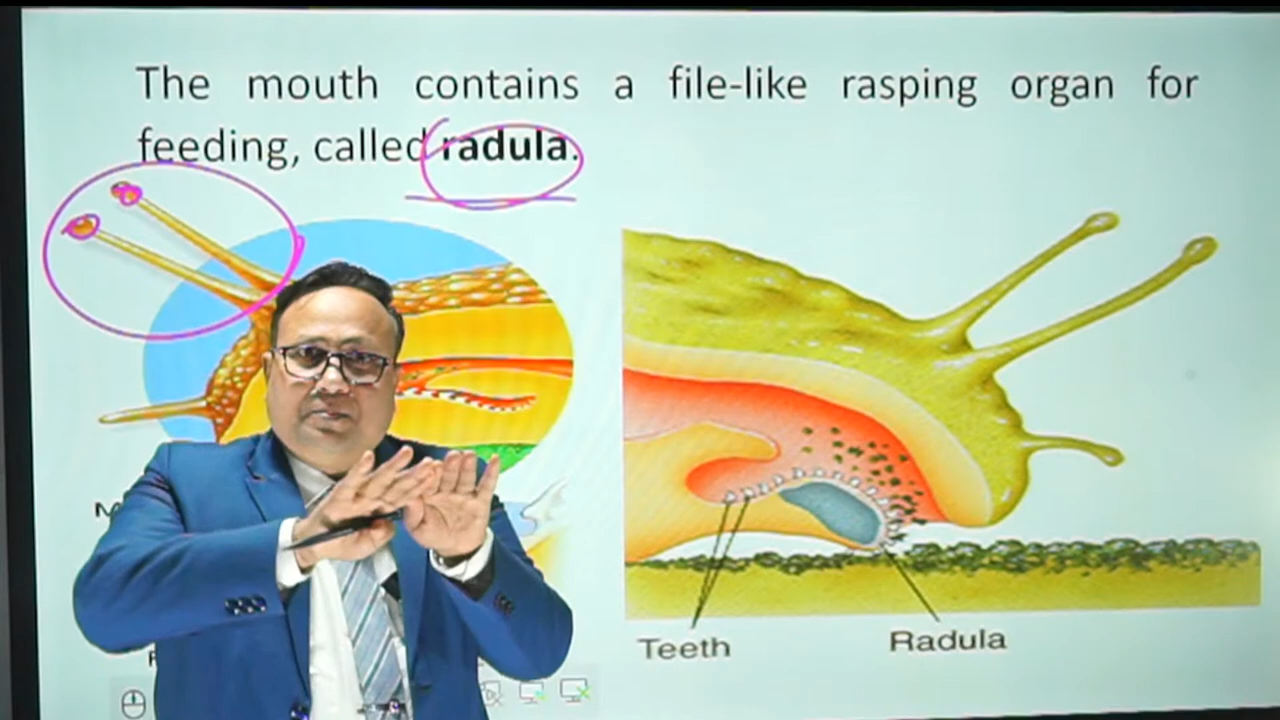 The mouth contains a file-like rasping organ for
feeding, called radula.
Teeth
Radula